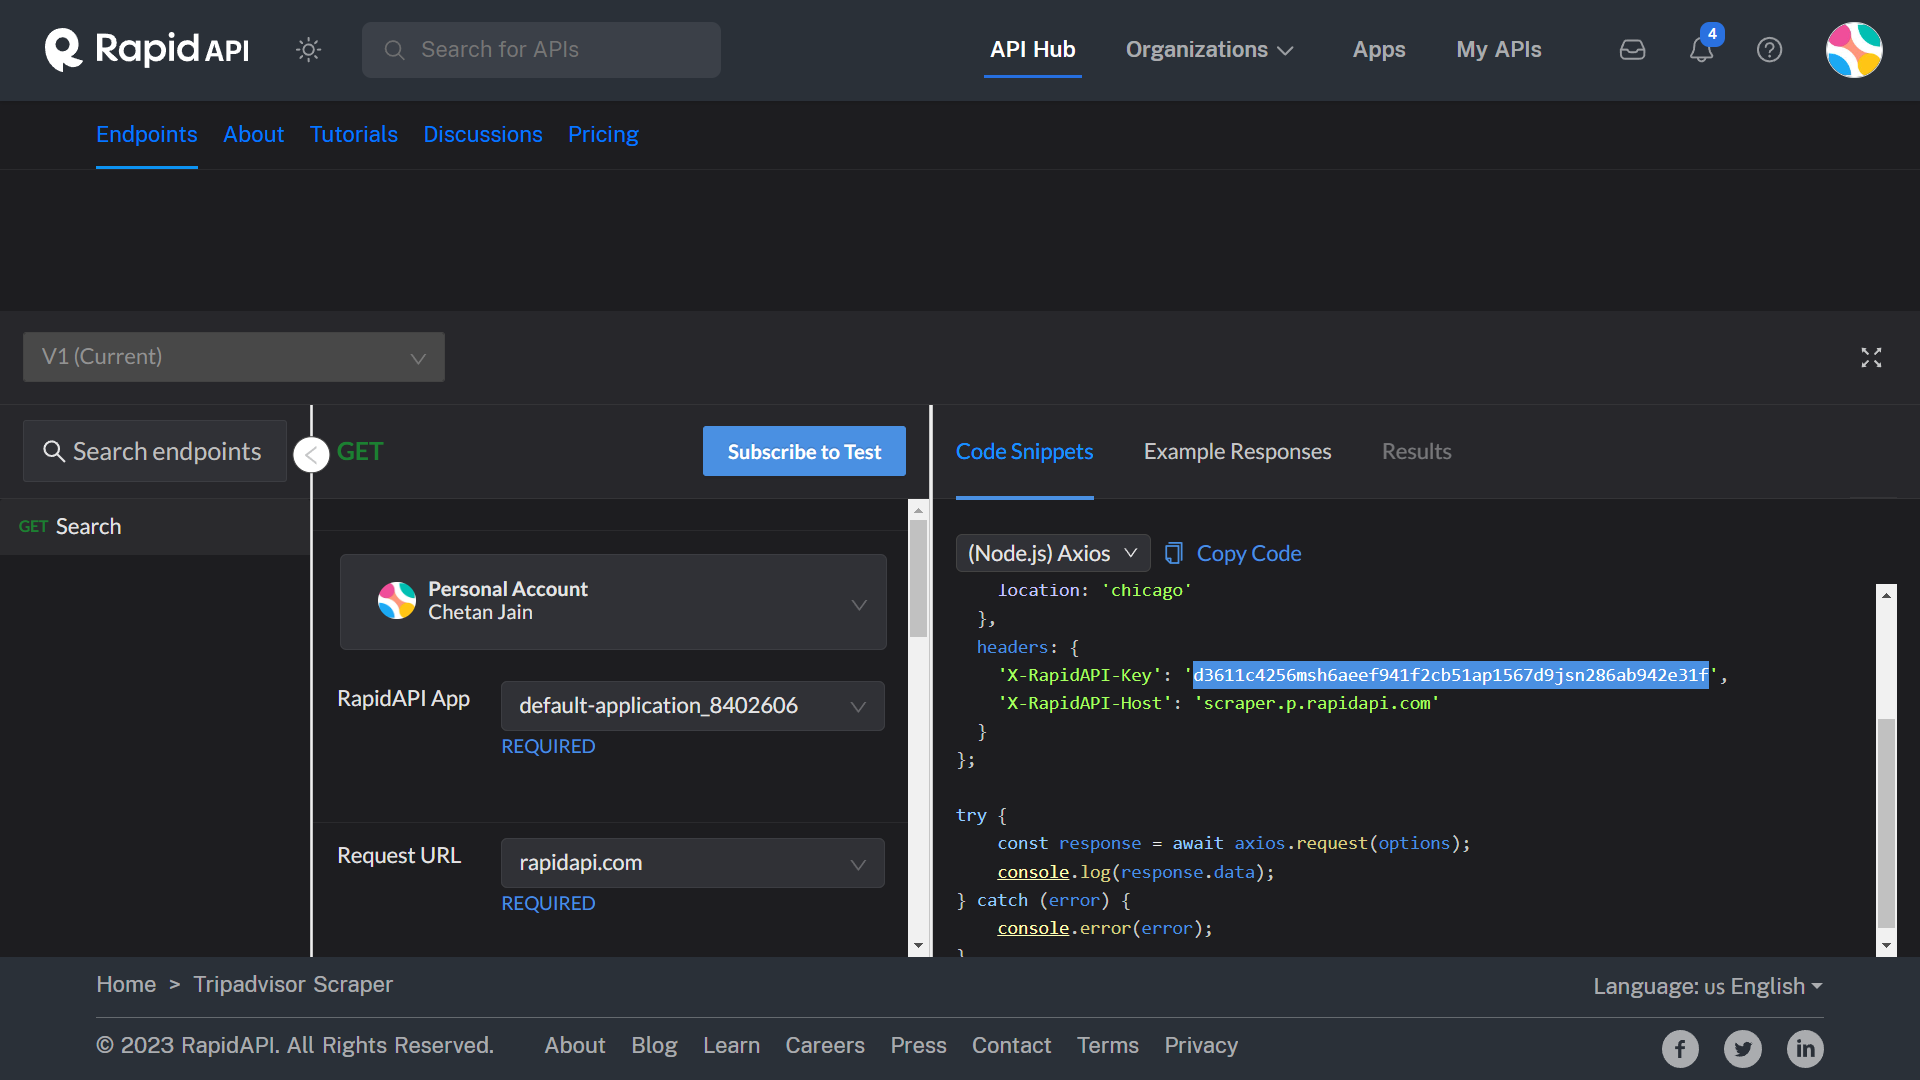 Rapid API
Search for APIs
API Hub
Organizations
Apps
My APIs
4
Endpoints
About
Tutorials
Discussions
Pricing
V1 (Current)
Search endpoints
GET
Subscribe to Test
Code Snippets
Example Responses
Results
GET Search
Personal Account
Chetan Jain
RapidAPI App
default-application_8402606
REQUIRED
Request URL
rapidapi.com
REQUIRED
(Node.js) Axios
Copy Code
location: 'chicago'
},
headers: {
'X-RapidAPI-Key': 'd3611c4256msh6aeef941f2cb51ap1567d9jsn286ab942e31f',
'X-RapidAPI-Host': 'scraper.p.rapidapi.com'
}
};
try {
const response = await axios.request(options);
console.log(response.data);
} catch (error) {
console.error(error);
}
Home > Tripadvisor Scraper
Language: US English
© 2023 RapidAPI. All Rights Reserved.
About
Blog
Learn
Careers
Press
Contact
Terms
Privacy